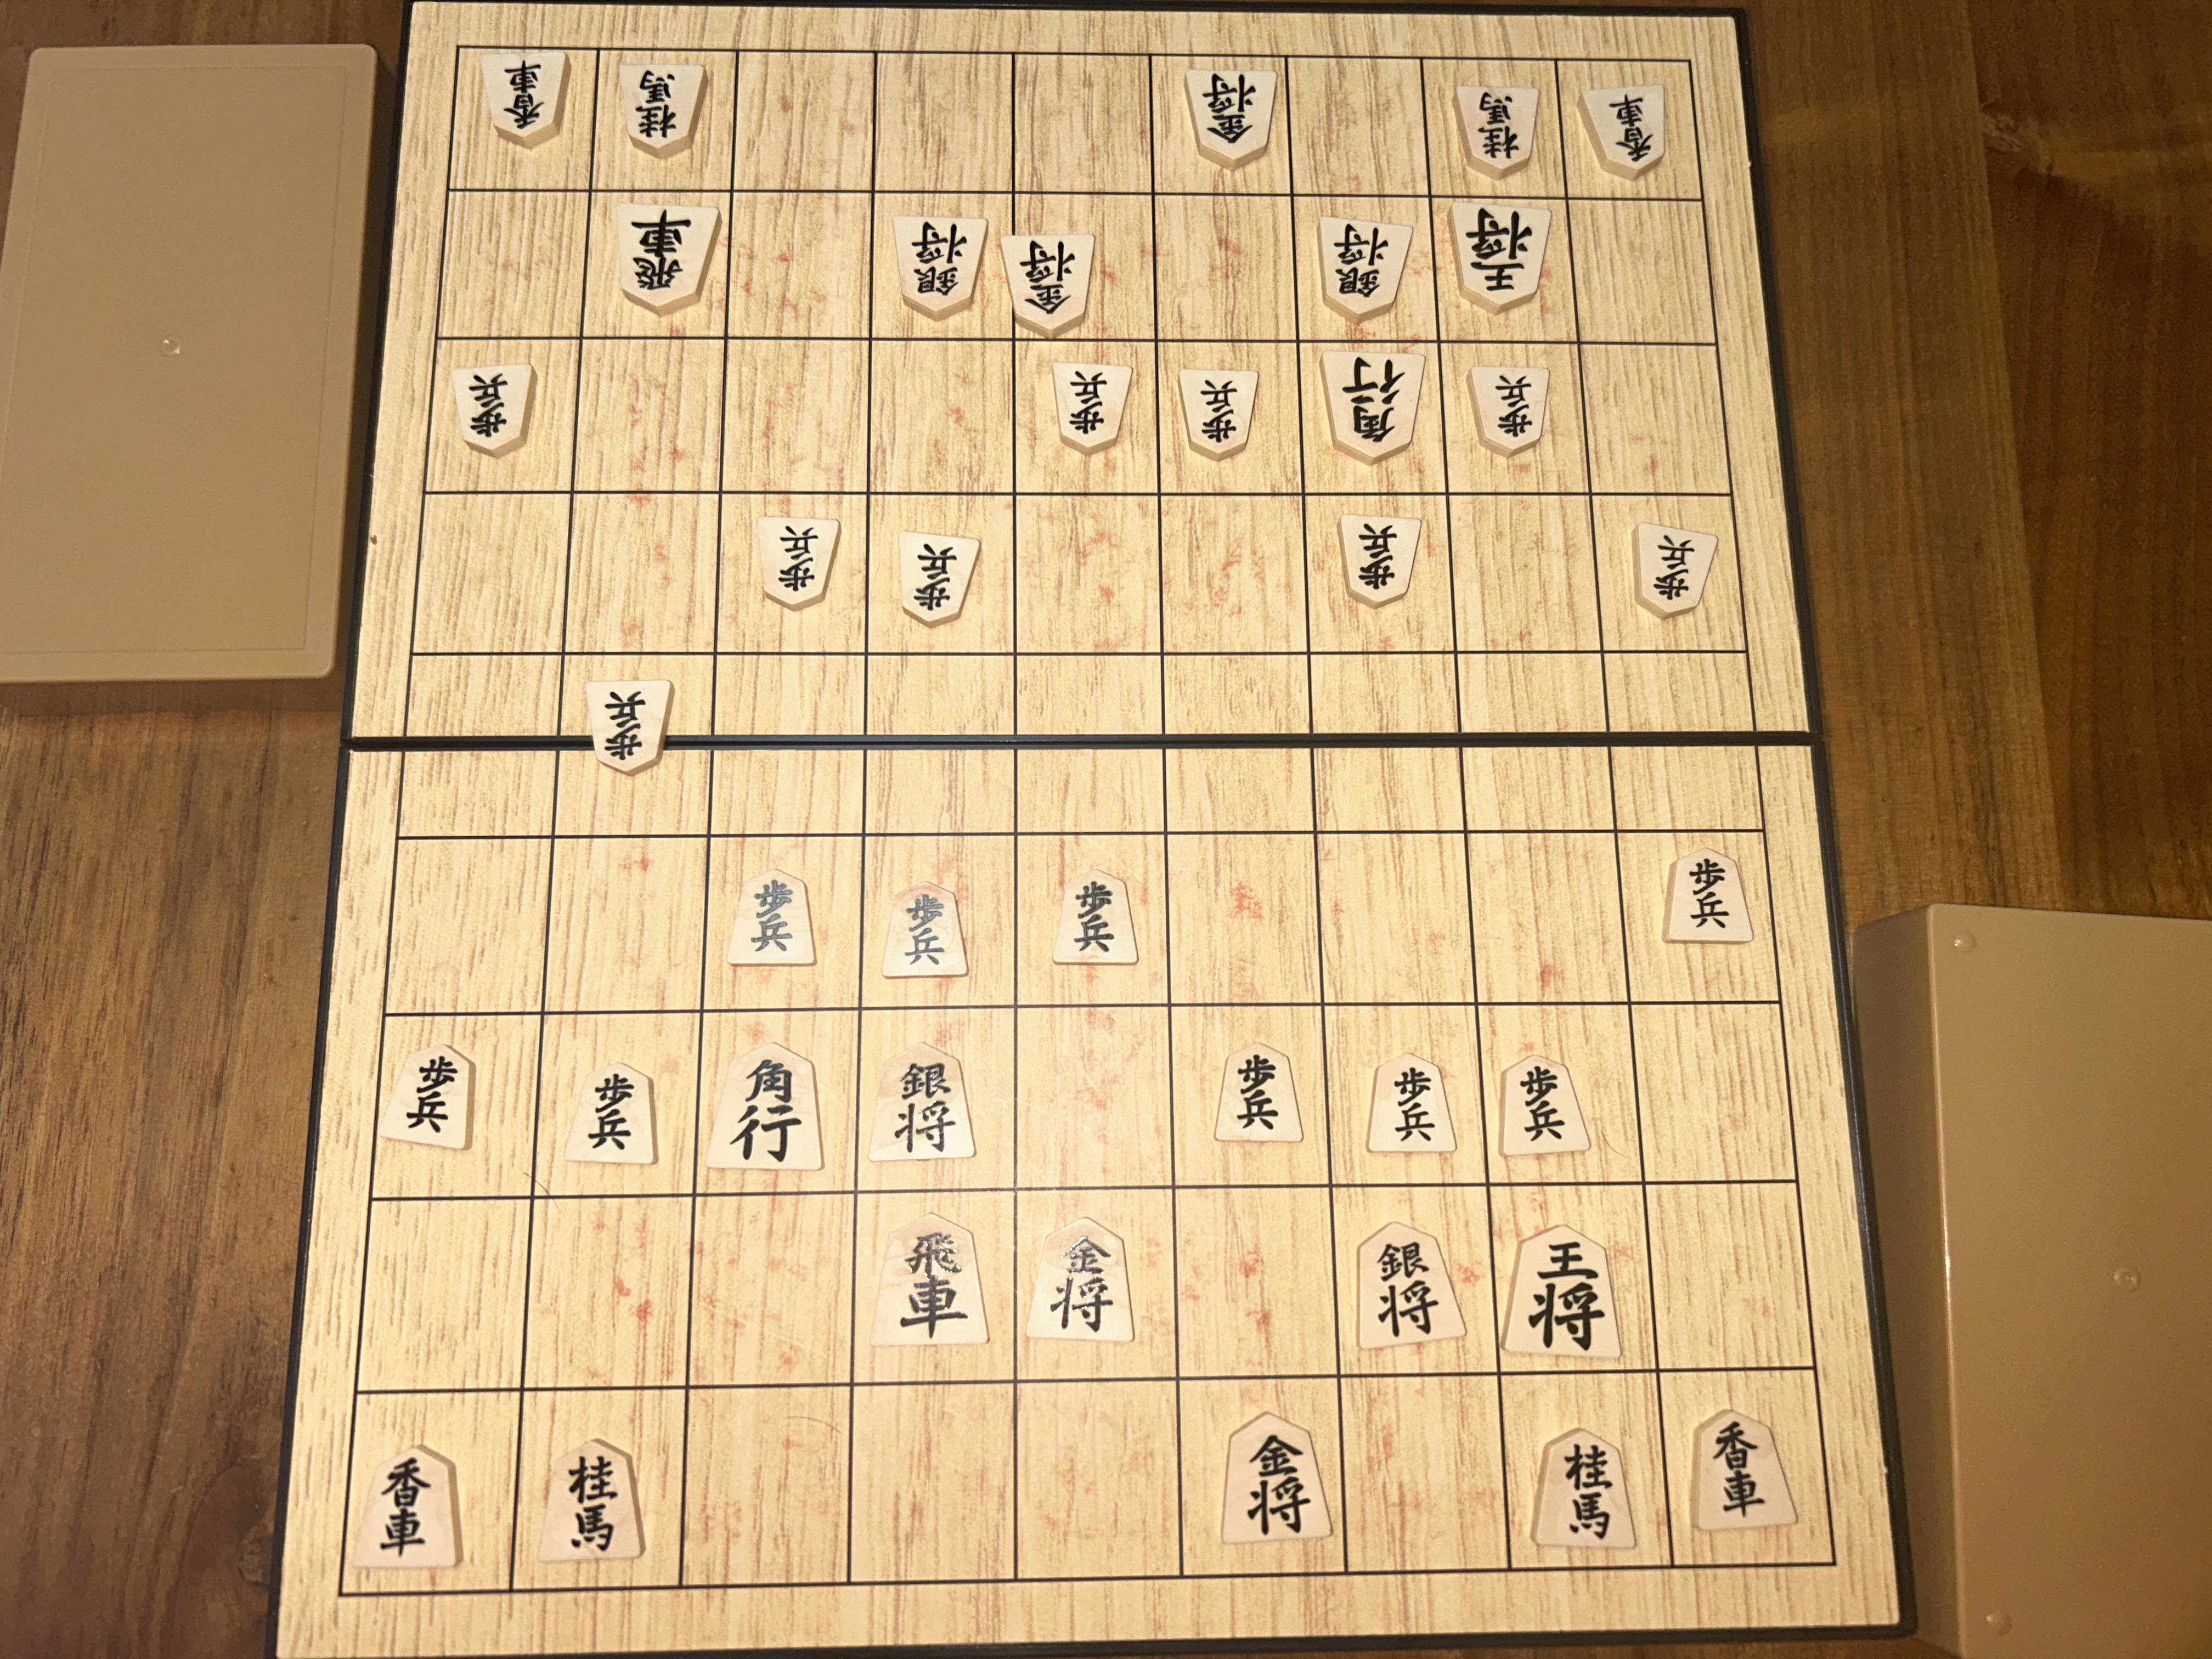 香車 桂馬 金将 桂馬 香車
飛車 銀将 金将 銀将 王将
歩兵 歩兵 歩兵 角行 歩兵
歩兵 歩兵 歩兵 歩兵
歩兵
歩兵 歩兵 歩兵 歩兵
歩兵 歩兵 角行 銀将 歩兵 歩兵 歩兵
飛車 金将 銀将 王将
香車 桂馬 金将 桂馬 香車